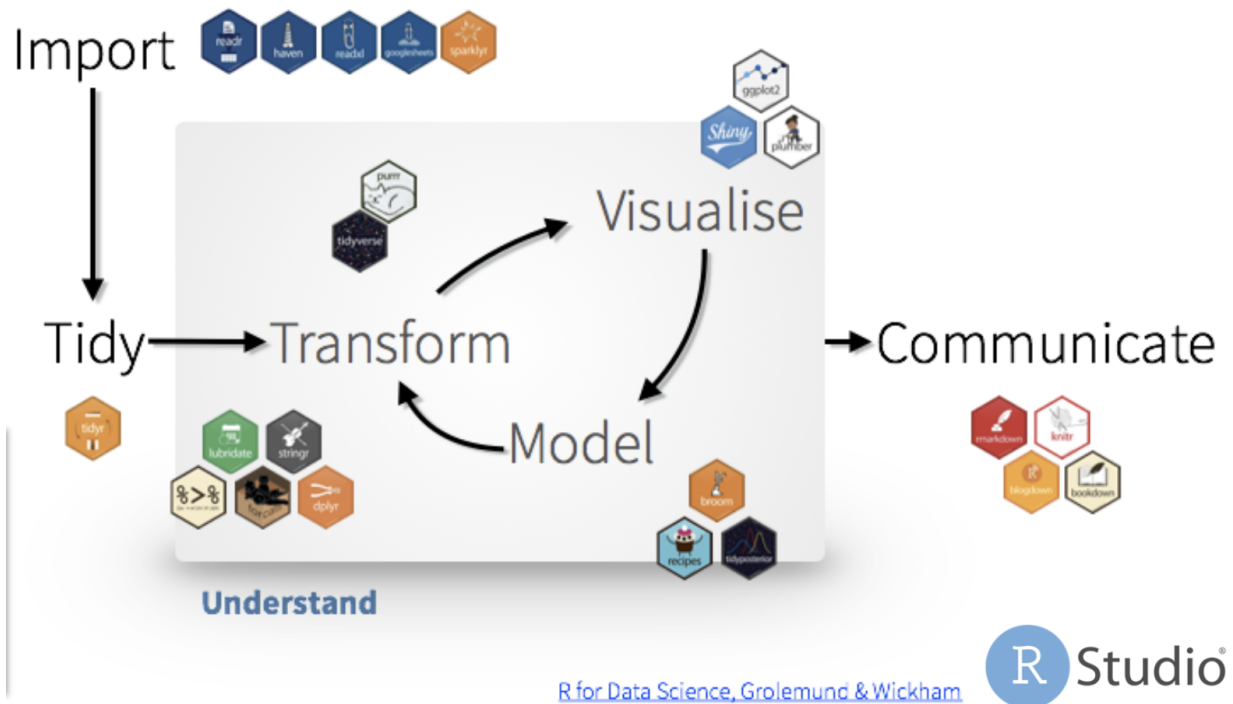 Import
readr
haven
readxl
googlesheets
sparklyr
ggplot2
Shiny
plumber
purrr
tidyverse
Visualise
Tidy
Transform
Communicate
tidyr
lubridate
stringr
%>%
forcats
dplyr
Model
broom
recipes
tidyposterior
rmarkdown
knitr
blogdown
bookdown
Understand
R for Data Science, Grolemund & Wickham
R Studio®